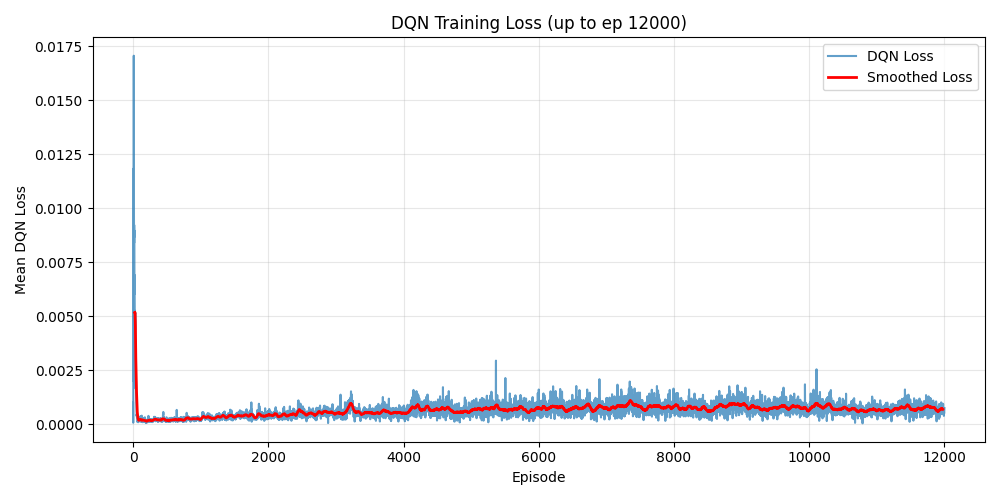 DQN Training Loss (up to ep 12000)
DQN Loss
Smoothed Loss
Mean DQN Loss
0.0175
0.0150
0.0125
0.0100
0.0075
0.0050
0.0025
0.0000
0 2000 4000 6000 8000 10000 12000
Episode